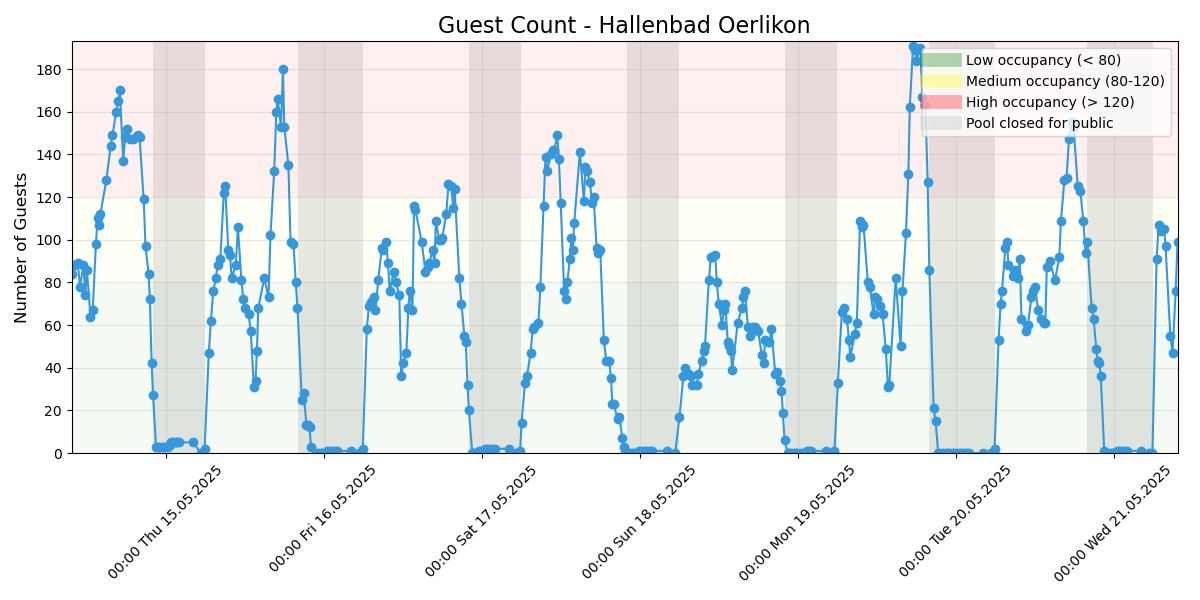 Guest Count - Hallenbad Oerlikon
Low occupancy (< 80)
Medium occupancy (80-120)
High occupancy (> 120)
Pool closed for public
Number of Guests
180
160
140
120
100
80
60
40
20
0
00:00 Thu 15.05.2025
00:00 Fri 16.05.2025
00:00 Sat 17.05.2025
00:00 Sun 18.05.2025
00:00 Mon 19.05.2025
00:00 Tue 20.05.2025
00:00 Wed 21.05.2025